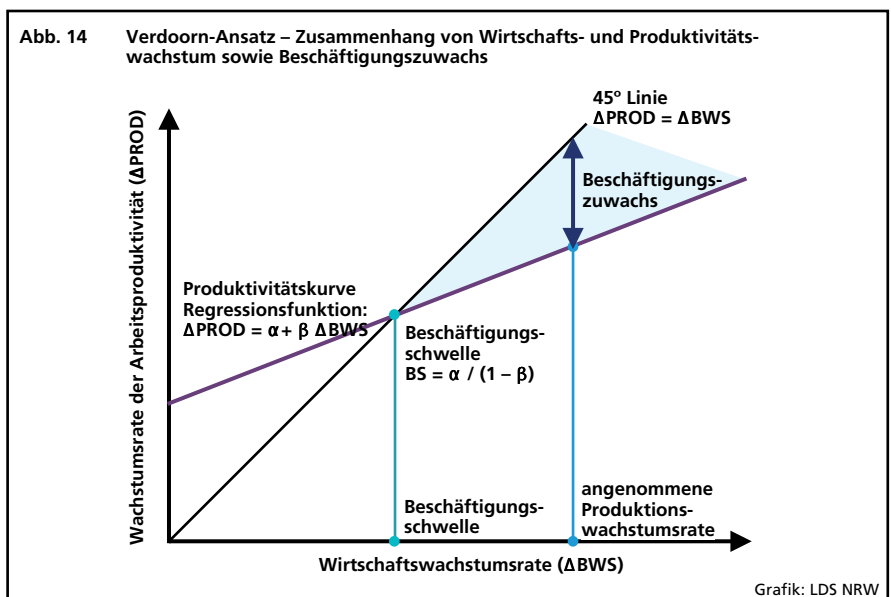 Abb. 14 Verdoorn-Ansatz – Zusammenhang von Wirtschafts- und Produktivitäts-
wachstum sowie Beschäftigungszuwachs
Wachstumsrate der Arbeitsproduktivität (ΔPROD)
45º Linie
ΔPROD = ΔBWS
Beschäftigungs-
zuwachs
Produktivitätskurve
Regressionsfunktion:
ΔPROD = α + β ΔBWS
Beschäftigungs-
schwelle
BS = α / (1 – β)
Beschäftigungs-
schwelle
angenommene
Produktions-
wachstumsrate
Wirtschaftswachstumsrate (ΔBWS)
Grafik: LDS NRW